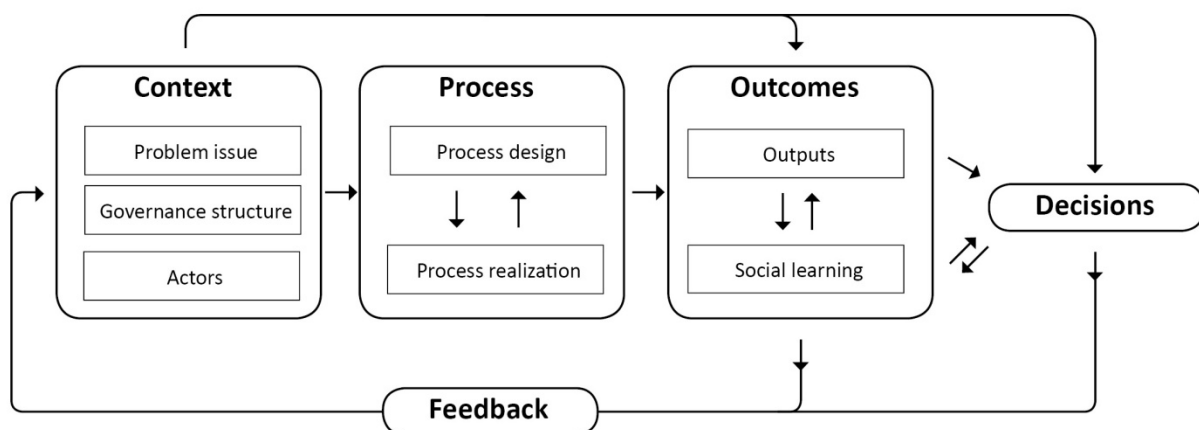 Context
Problem issue
Governance structure
Actors
Process
Process design
Process realization
Outcomes
Outputs
Social learning
Decisions
Feedback